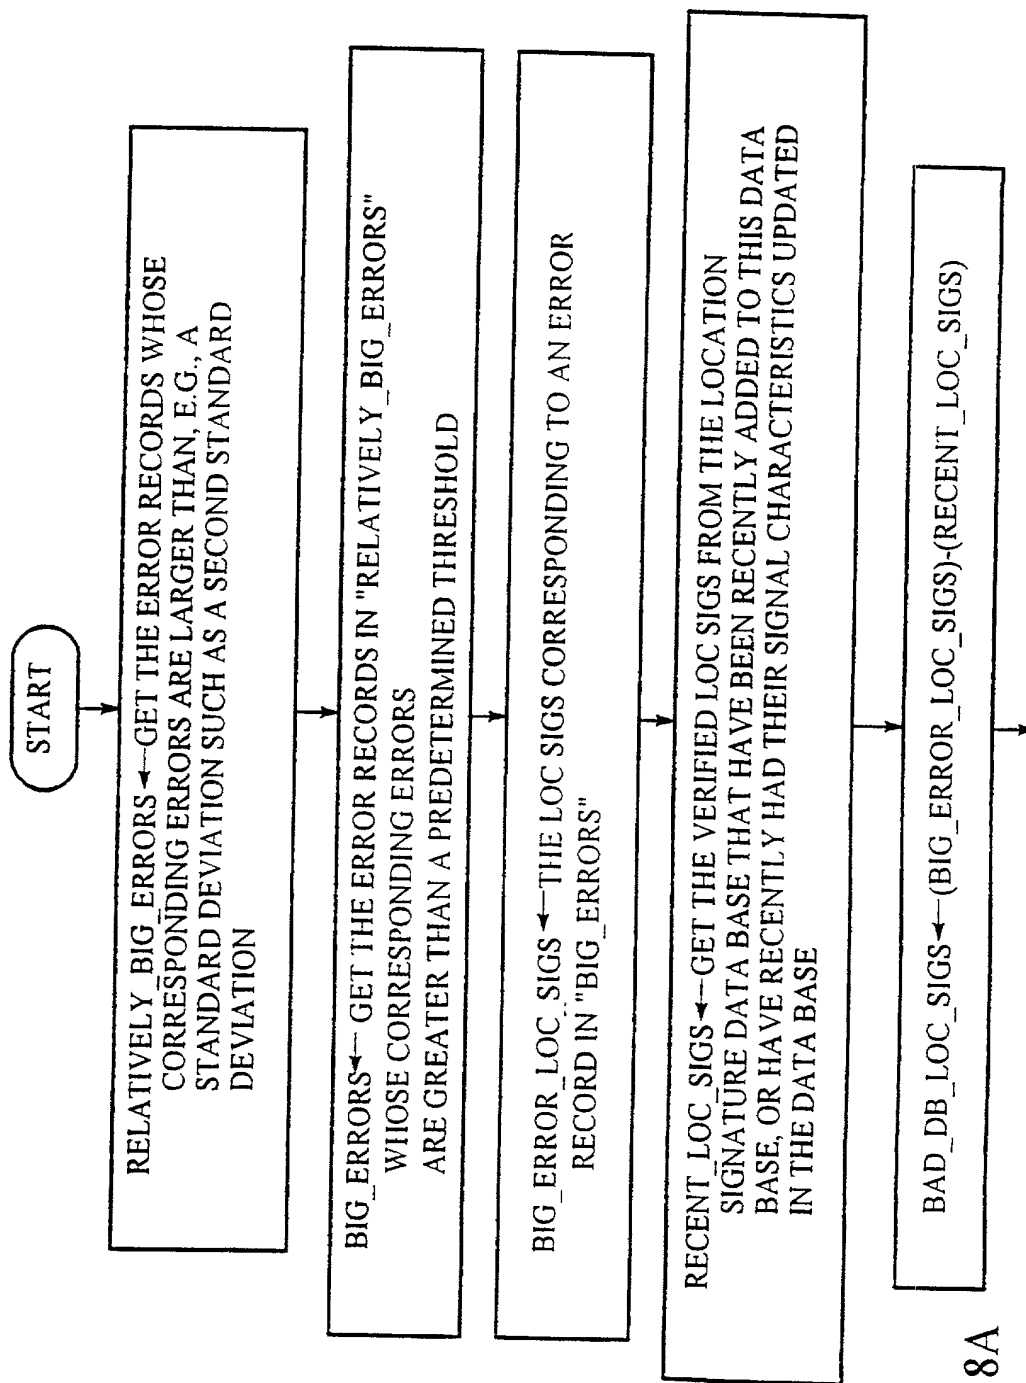 START
RELATIVELY_BIG_ERRORS ← GET THE ERROR RECORDS WHOSE
CORRESPONDING ERRORS ARE LARGER THAN, E.G., A
STANDARD DEVIATION SUCH AS A SECOND STANDARD
DEVIATION
BIG_ERRORS ← GET THE ERROR RECORDS IN "RELATIVELY_BIG_ERRORS"
WHOSE CORRESPONDING ERRORS
ARE GREATER THAN A PREDETERMINED THRESHOLD
BIG_ERROR_LOC_SIGS ← THE LOC SIGS CORRESPONDING TO AN ERROR
RECORD IN "BIG_ERRORS"
RECENT_LOC_SIGS ← GET THE VERIFIED LOC SIGS FROM THE LOCATION
SIGNATURE DATA BASE THAT HAVE BEEN RECENTLY ADDED TO THIS DATA
BASE, OR HAVE RECENTLY HAD THEIR SIGNAL CHARACTERISTICS UPDATED
IN THE DATA BASE
BAD_DB_LOC_SIGS ← (BIG_ERROR_LOC_SIGS)-(RECENT_LOC_SIGS)
8A